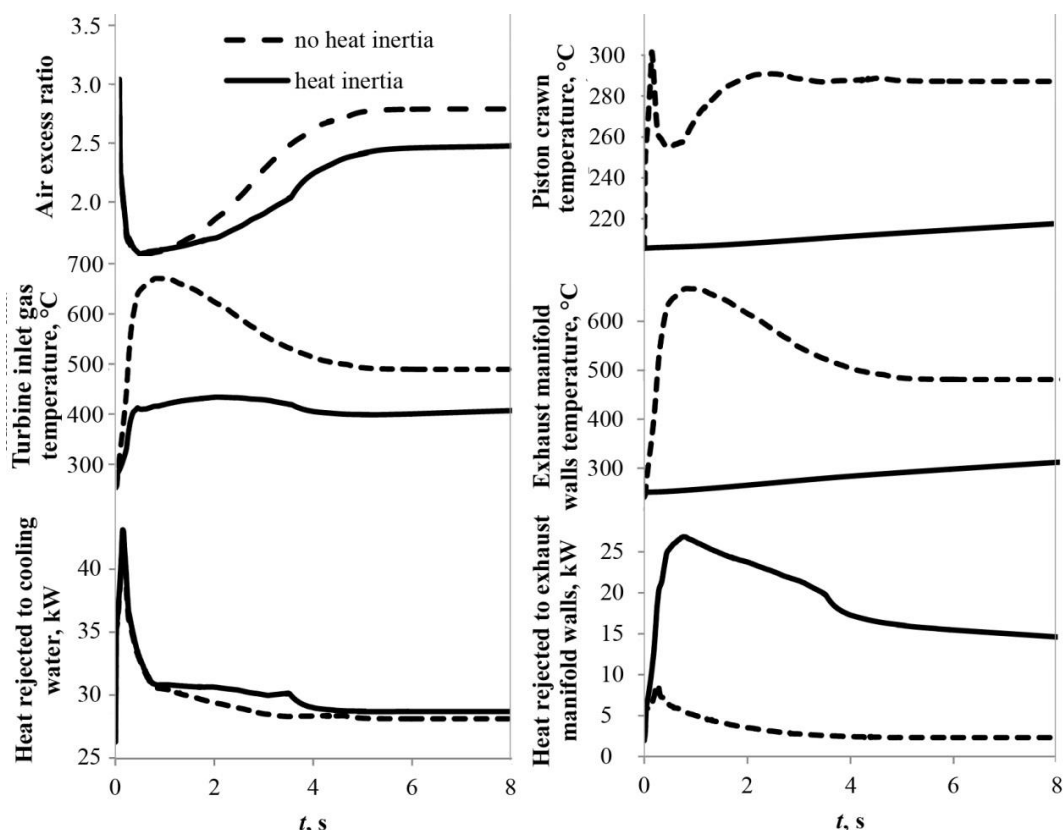 Air excess ratio
3.5
3.0
2.5
2.0
no heat inertia
heat inertia
Piston crawn
temperature, °C
300
280
260
240
220
Turbine inlet gas
temperature, °C
700
600
500
400
300
Exhaust manifold
walls temperature, °C
600
500
400
300
Heat rejected to cooling
water, kW
40
35
30
25
0
2
4
6
8
t, s
Heat rejected to exhaust
manifold walls, kW
25
20
15
10
5
0
0
2
4
6
8
t, s